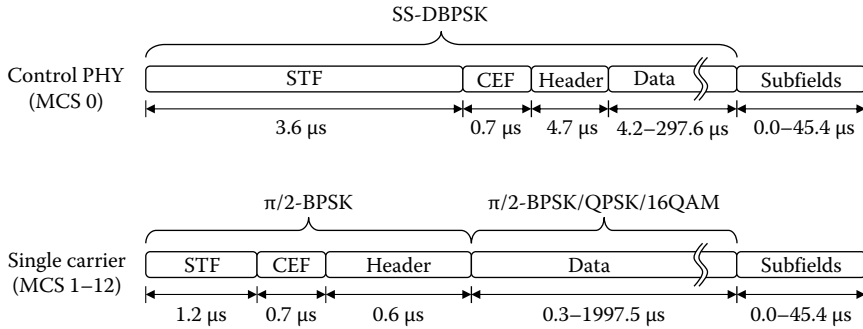 SS-DBPSK
Control PHY
(MCS 0)
STF CEF Header Data Subfields
3.6 μs 0.7 μs 4.7 μs 4.2–297.6 μs 0.0–45.4 μs
π/2-BPSK π/2-BPSK/QPSK/16QAM
Single carrier
(MCS 1–12)
STF CEF Header Data Subfields
1.2 μs 0.7 μs 0.6 μs 0.3–1997.5 μs 0.0–45.4 μs